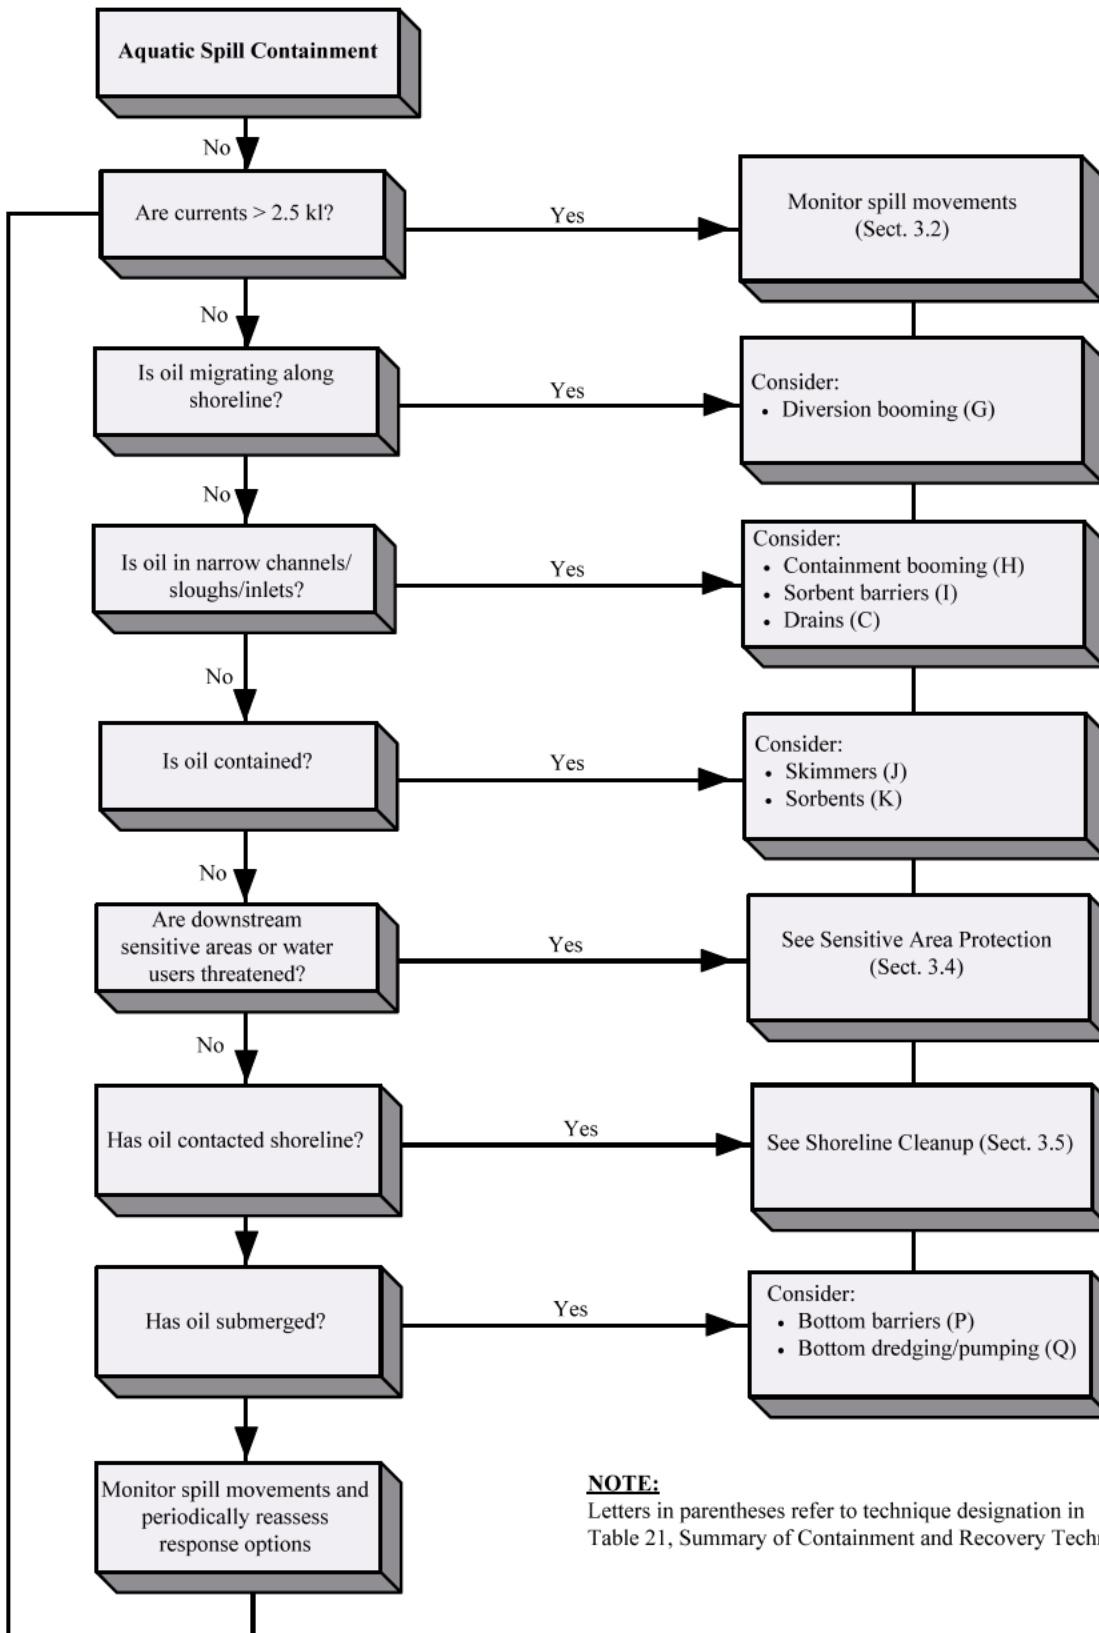 Aquatic Spill Containment
No
Are currents > 2.5 kl?
Yes
Monitor spill movements
(Sect. 3.2)
No
Is oil migrating along
shoreline?
Yes
Consider:
• Diversion booming (G)
No
Is oil in narrow channels/
sloughs/inlets?
Yes
Consider:
• Containment booming (H)
• Sorbent barriers (I)
• Drains (C)
No
Is oil contained?
Yes
Consider:
• Skimmers (J)
• Sorbents (K)
No
Are downstream
sensitive areas or water
users threatened?
Yes
See Sensitive Area Protection
(Sect. 3.4)
No
Has oil contacted shoreline?
Yes
See Shoreline Cleanup (Sect. 3.5)
Has oil submerged?
Yes
Consider:
• Bottom barriers (P)
• Bottom dredging/pumping (Q)
Monitor spill movements and
periodically reassess
response options
NOTE:
Letters in parentheses refer to technique designation in
Table 21, Summary of Containment and Recovery